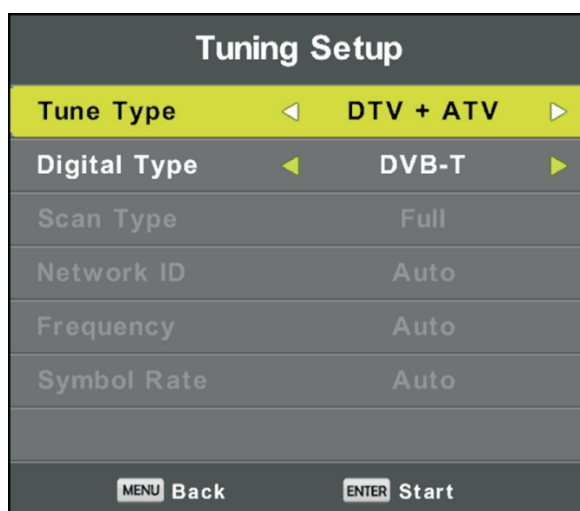 Tuning Setup
Tune Type DTV + ATV
Digital Type DVB-T
Scan Type Full
Network ID Auto
Frequency Auto
Symbol Rate Auto
MENU Back ENTER Start